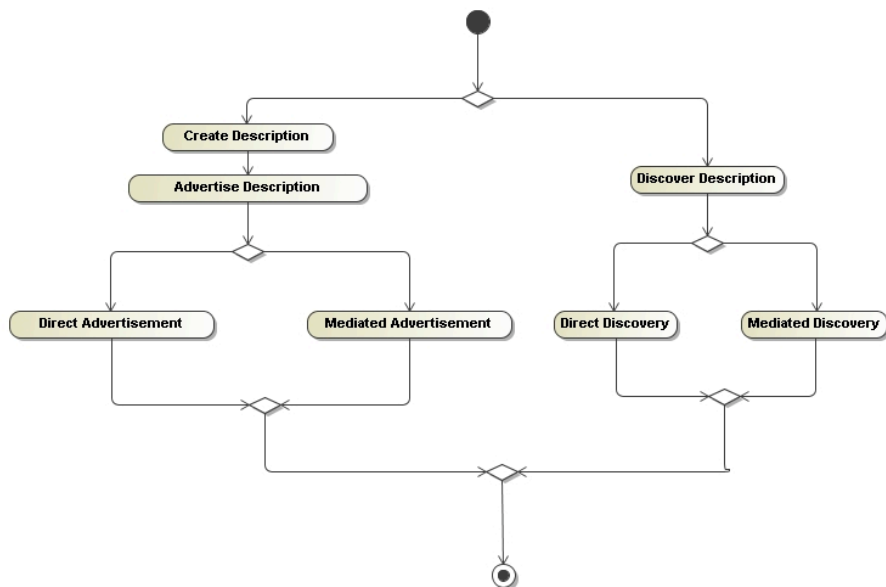 Create Description
Advertise Description
Discover Description
Direct Advertisement
Mediated Advertisement
Direct Discovery
Mediated Discovery